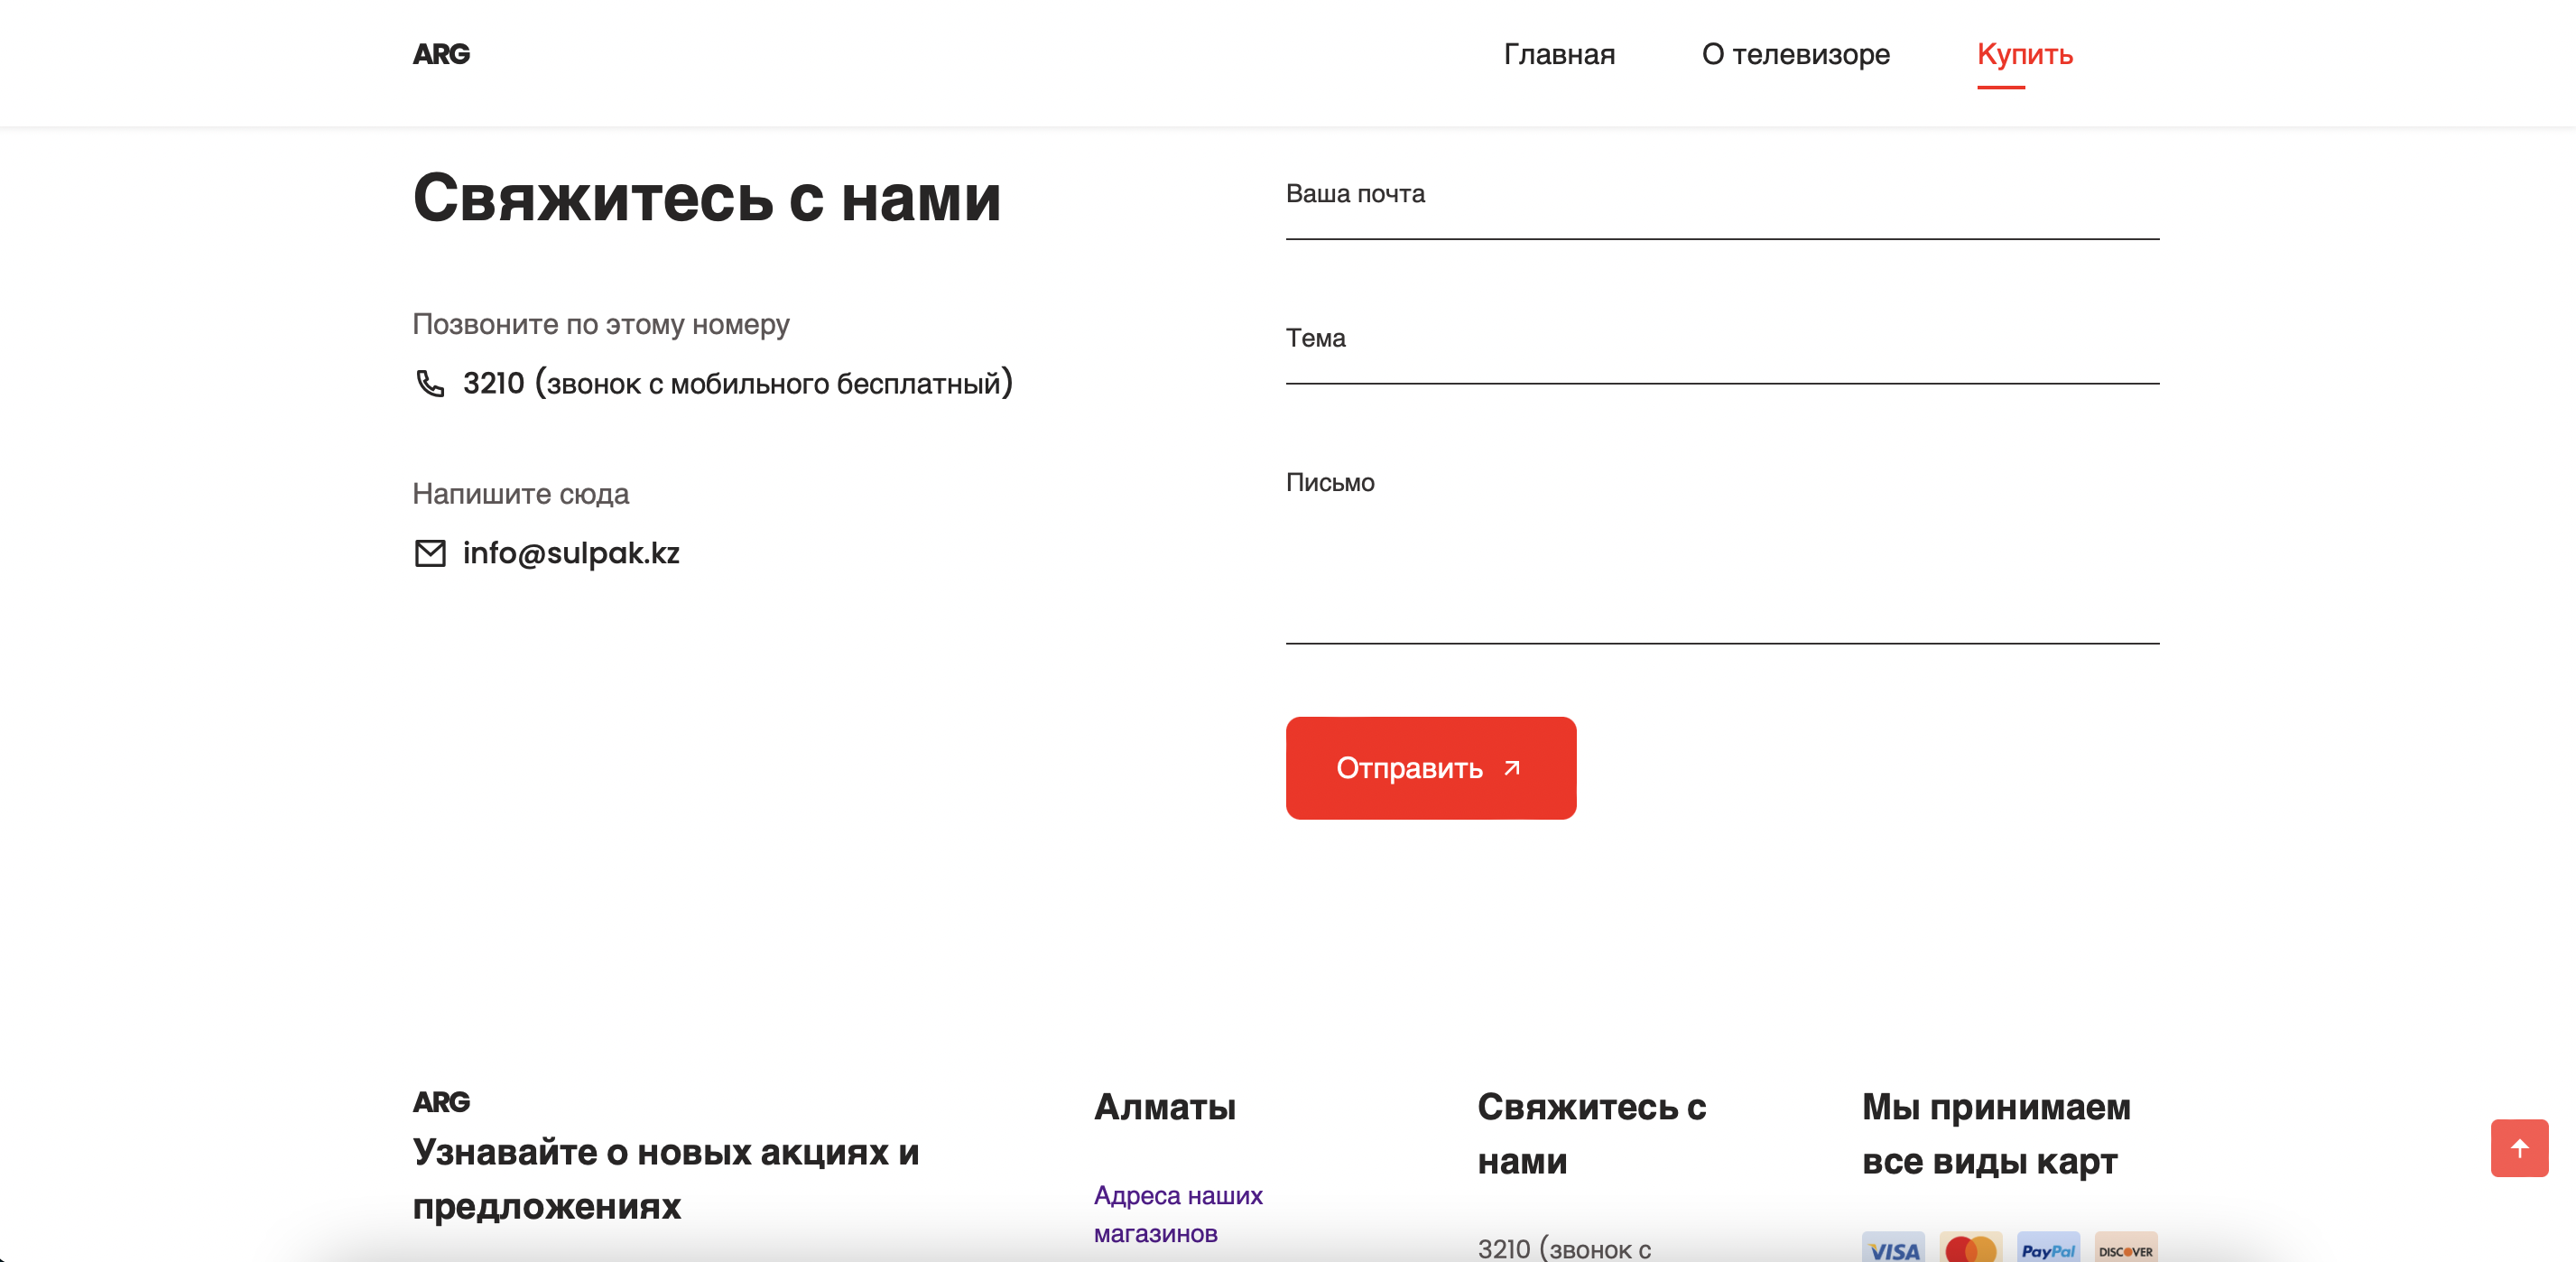 ARG
Главная
О телевизоре
Купить
Свяжитесь с нами
Позвоните по этому номеру
3210 (звонок с мобильного бесплатный)
Напишите сюда
info@sulpak.kz
Ваша почта
Тема
Письмо
Отправить
ARG
Узнавайте о новых акциях и
предложениях
Алматы
Адреса наших
магазинов
Свяжитесь с
нами
3210 (звонок с
Мы принимаем
все виды карт
VISA
PayPal
DISCOVER